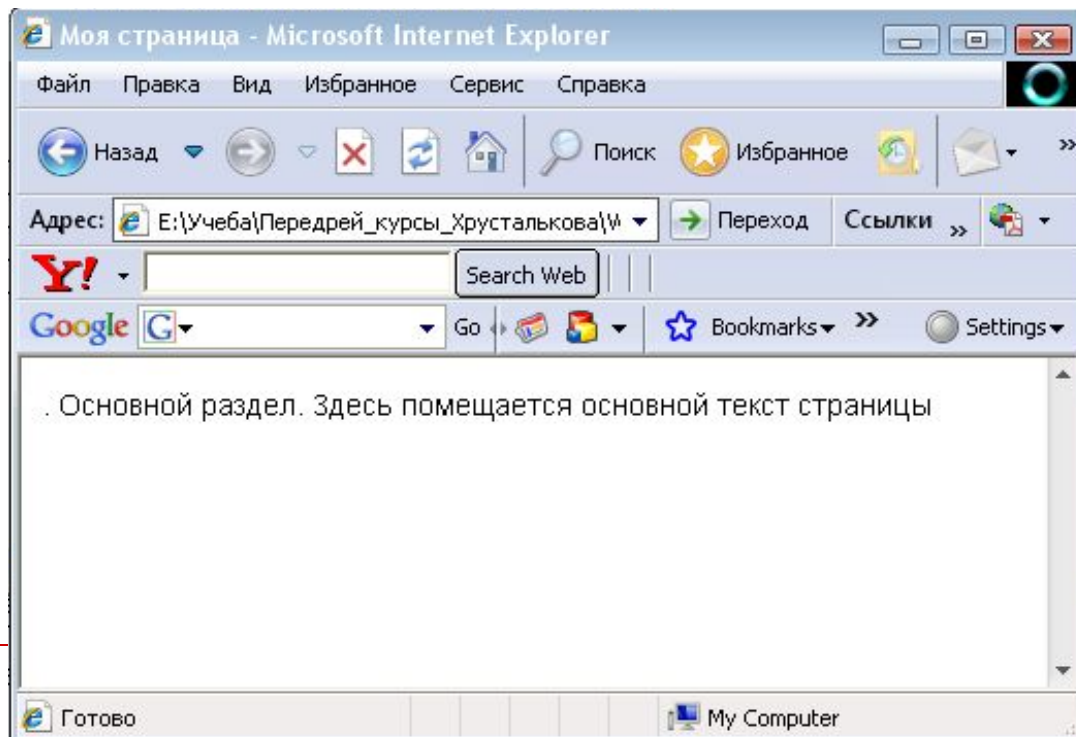 Моя страница - Microsoft Internet Explorer
Файл Правка Вид Избранное Сервис Справка
Назад Поиск Избранное »
Адрес: E:\Учеба\Передрей_курсы_Хрусталькова\W Переход Ссылки »
Y! Search Web
Google G Go Bookmarks » Settings
. Основной раздел. Здесь помещается основной текст страницы
Готово My Computer